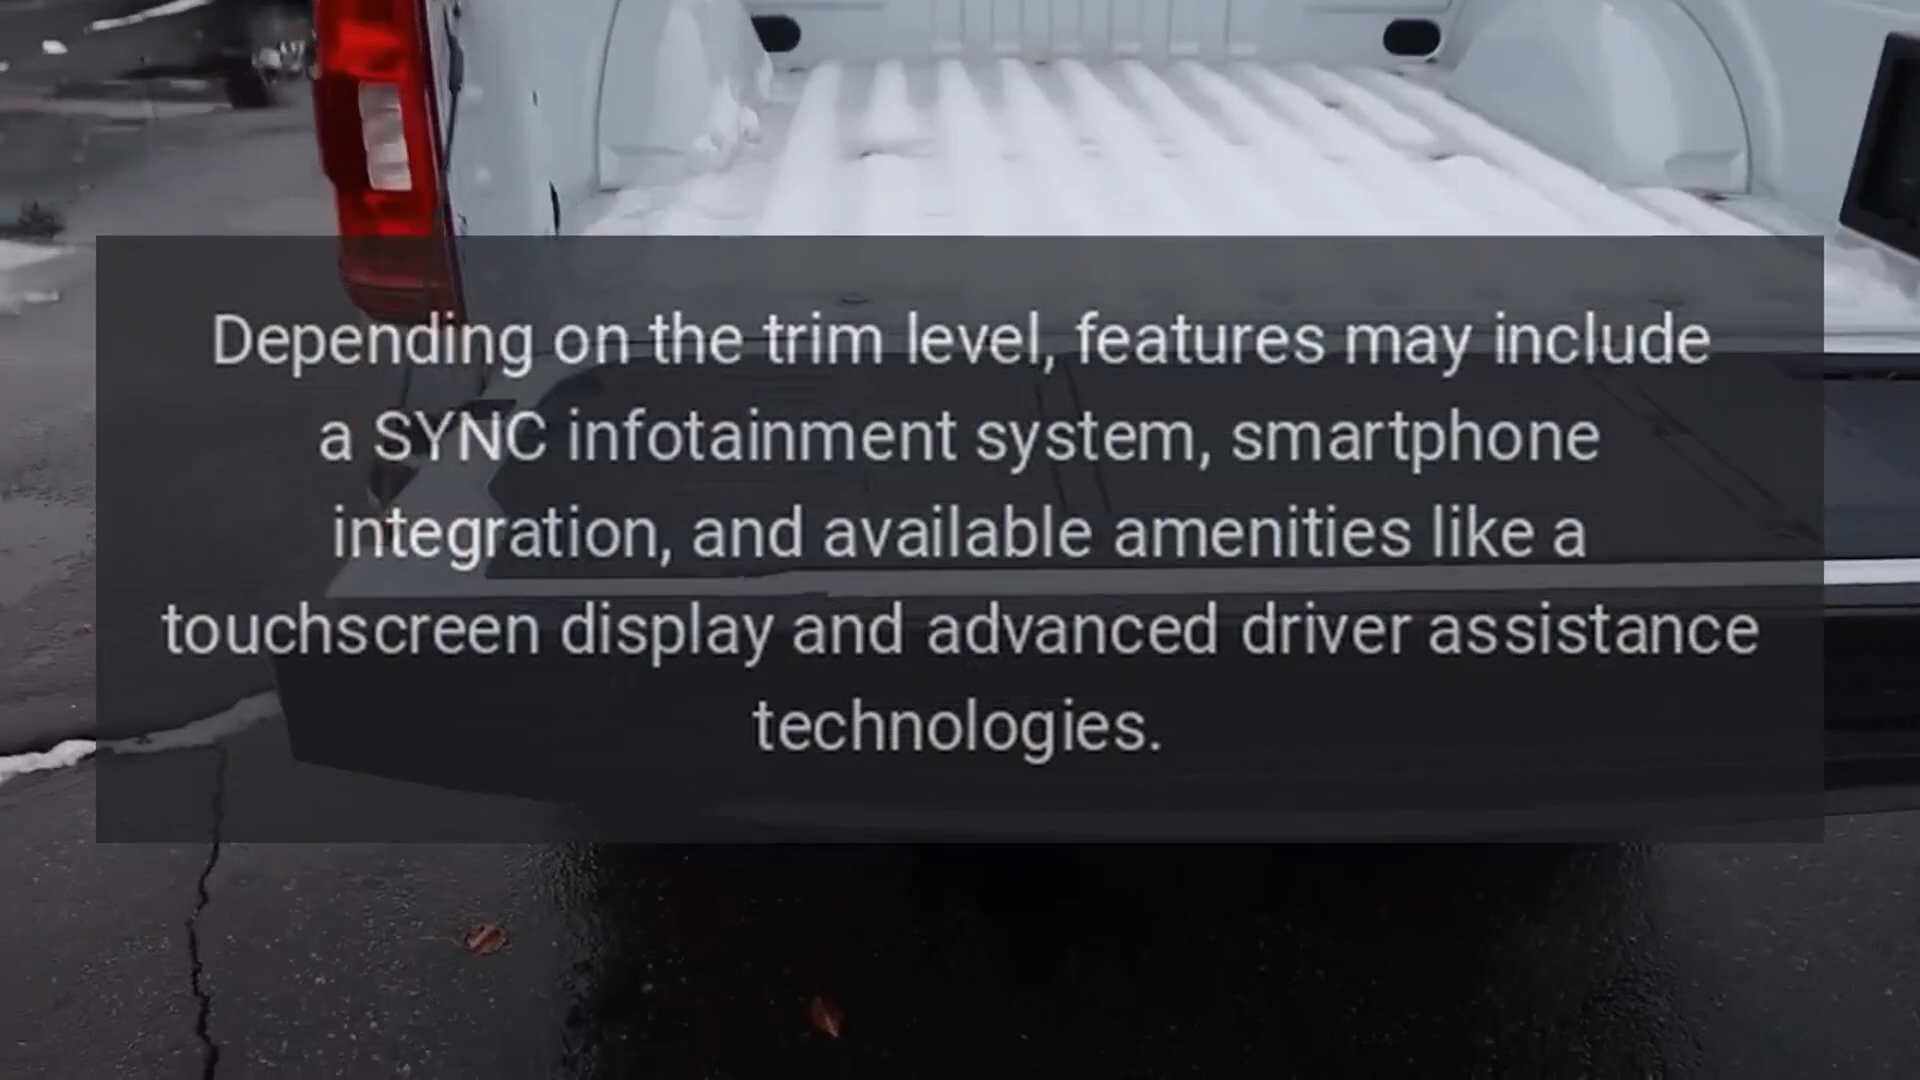 Depending on the trim level, features may include
a SYNC infotainment system, smartphone
integration, and available amenities like a
touchscreen display and advanced driver assistance
technologies.